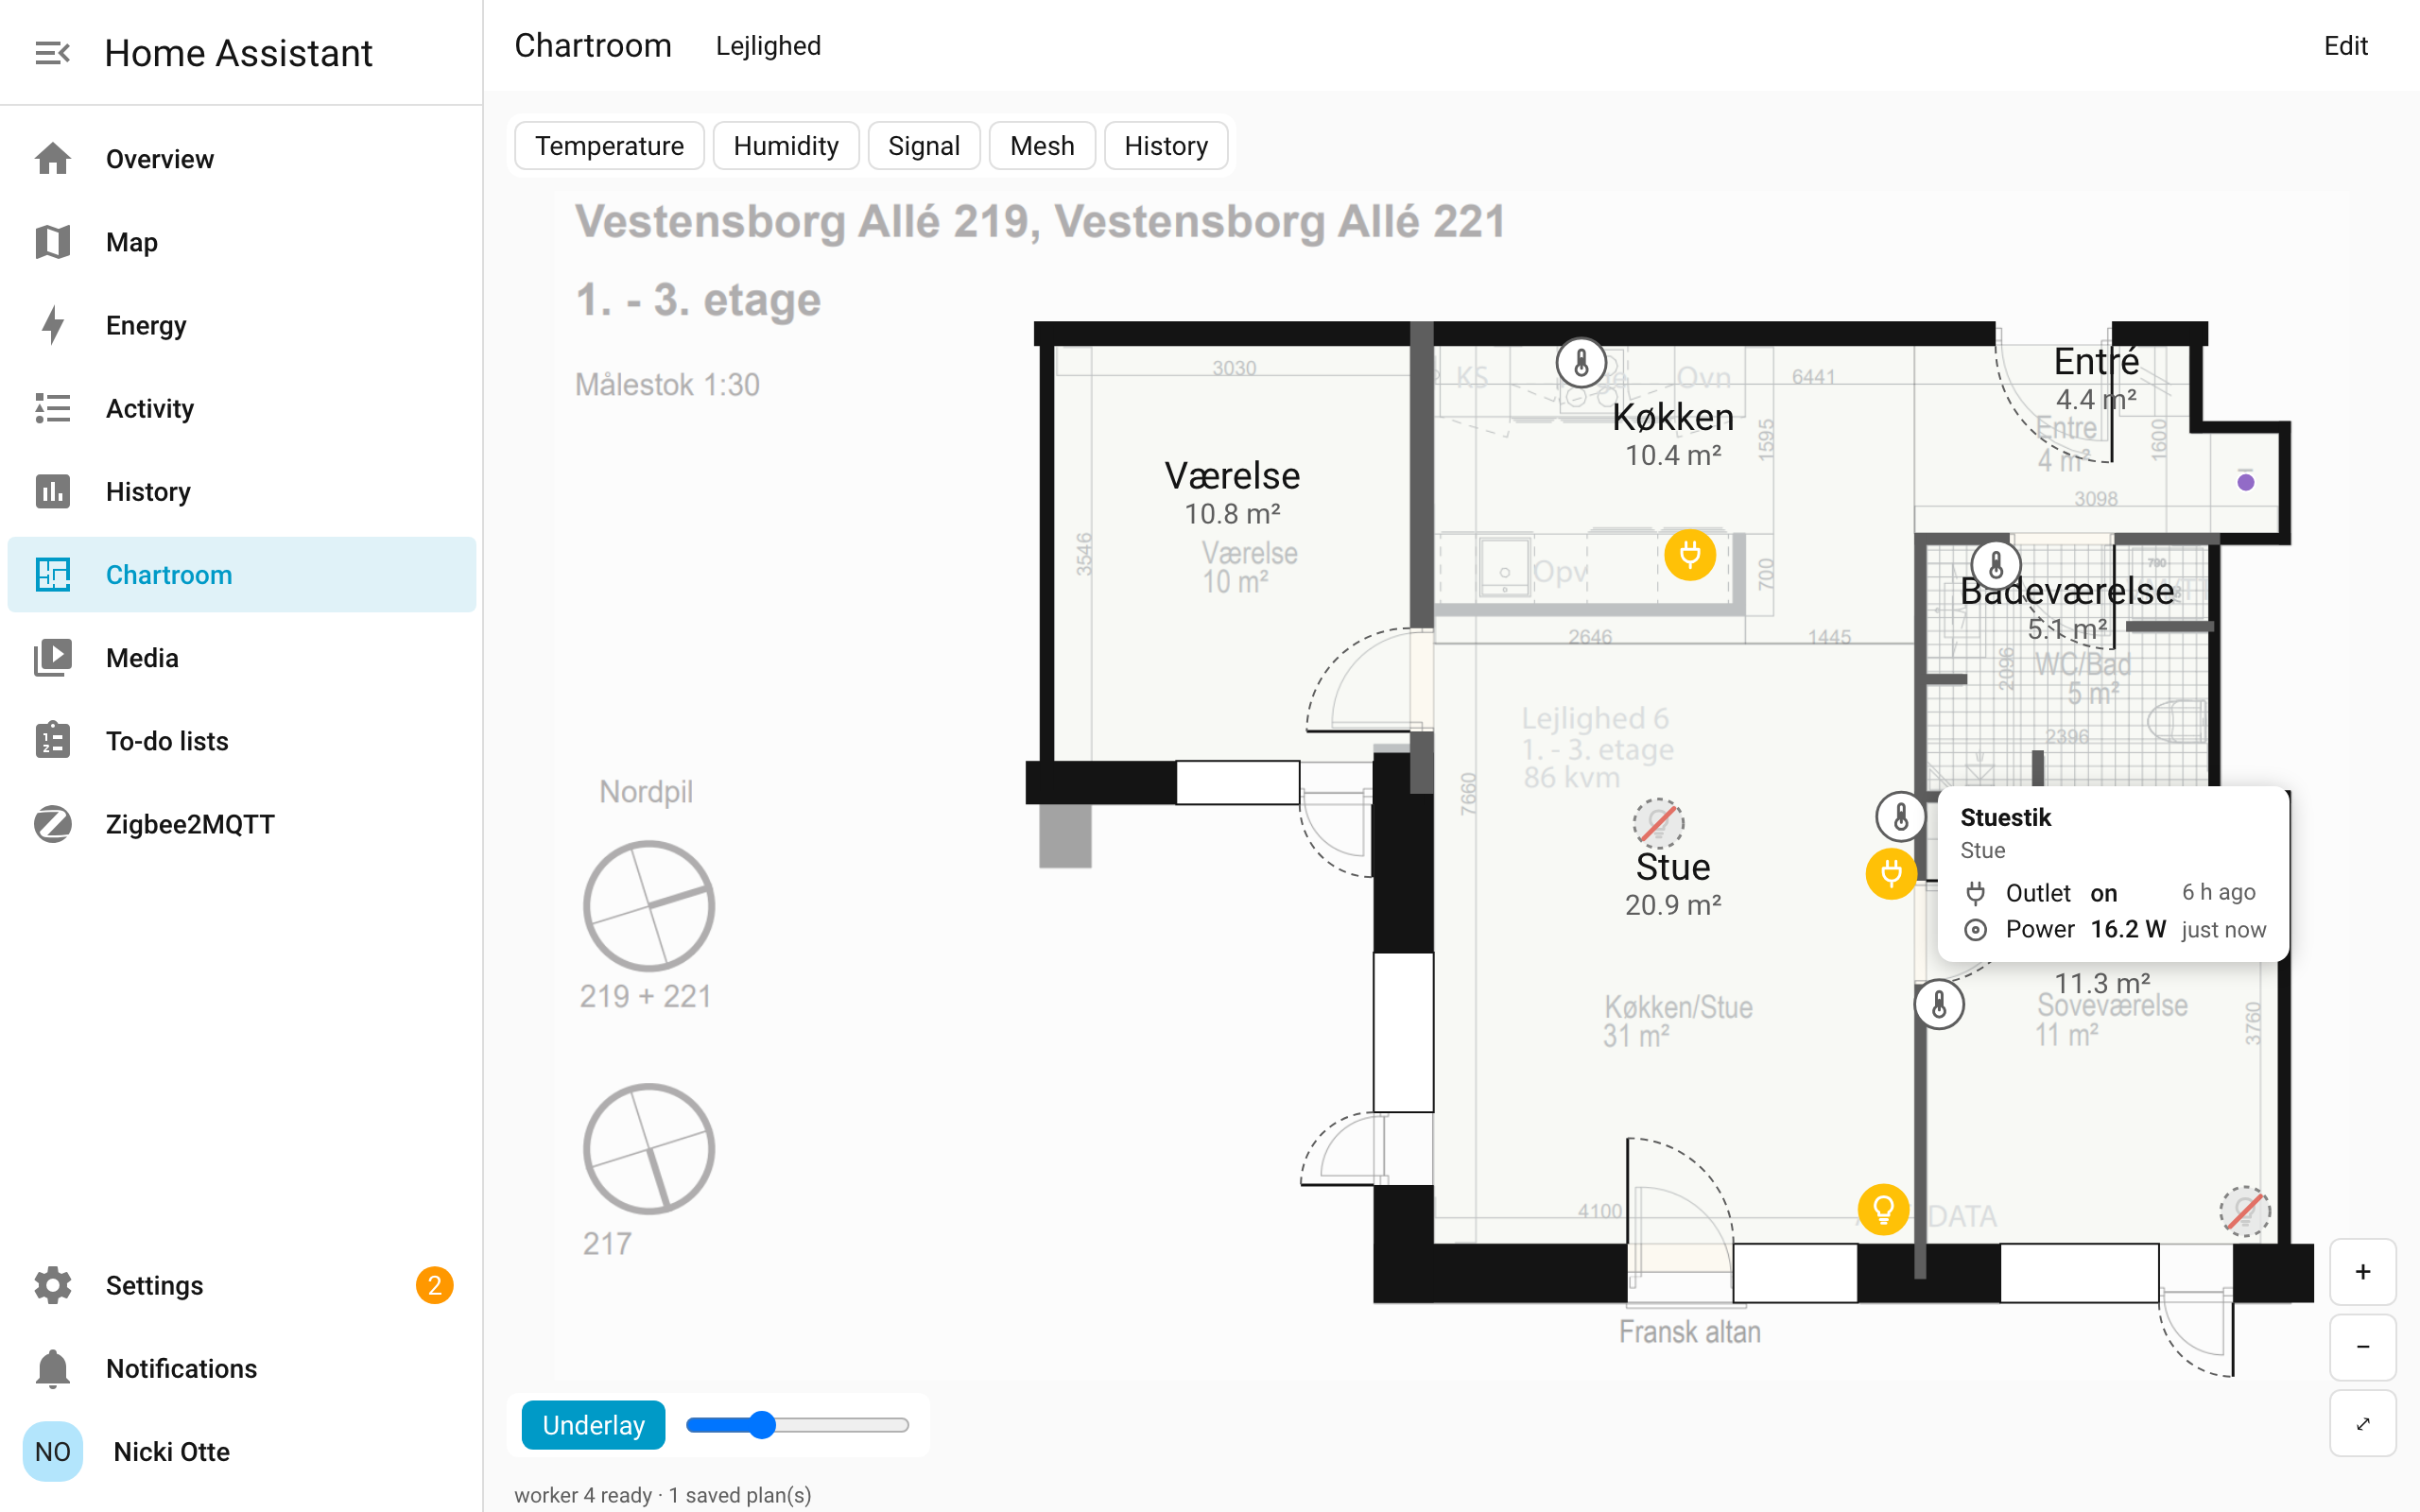 Home Assistant
Overview
Map
Energy
Activity
History
Chartroom
Media
To-do lists
Zigbee2MQTT
Settings
2
Notifications
NO
Nicki Otte
Chartroom
Lejlighed
Edit
Temperature
Humidity
Signal
Mesh
History
Vestensborg Allé 219, Vestensborg Allé 221
1. - 3. etage
Målestok 1:30
Nordpil
219 + 221
217
3030
Værelse
10.8 m²
Værelse
10 m²
3546
KS
Ovn
6441
Køkken
10.4 m²
1595
Opv
700
2646
1445
Entré
4.4 m²
Entre
4 m²
1600
3098
Badeværelse
5.1 m²
700
WC/Bad
5 m²
2096
2396
Lejlighed 6
1. - 3. etage
86 kvm
7660
Stue
20.9 m²
Køkken/Stue
31 m²
Stuestik
Stue
Outlet on 6 h ago
Power 16.2 W just now
11.3 m²
Soveværelse
11 m²
3760
4100
DATA
Fransk altan
+
−
Underlay
worker 4 ready · 1 saved plan(s)